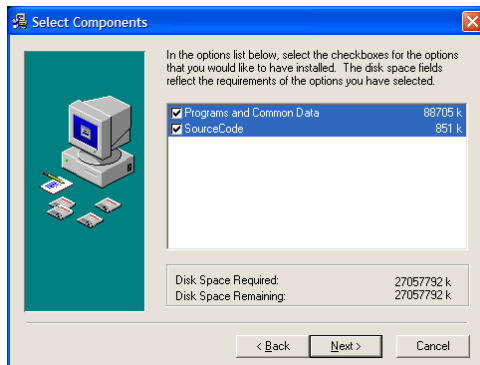 Select Components
In the options list below, select the checkboxes for the options
that you would like to have installed. The disk space fields
reflect the requirements of the options you have selected.
Programs and Common Data 88705 k
SourceCode 851 k
Disk Space Required: 27057792 k
Disk Space Remaining: 27057792 k
< Back Next > Cancel